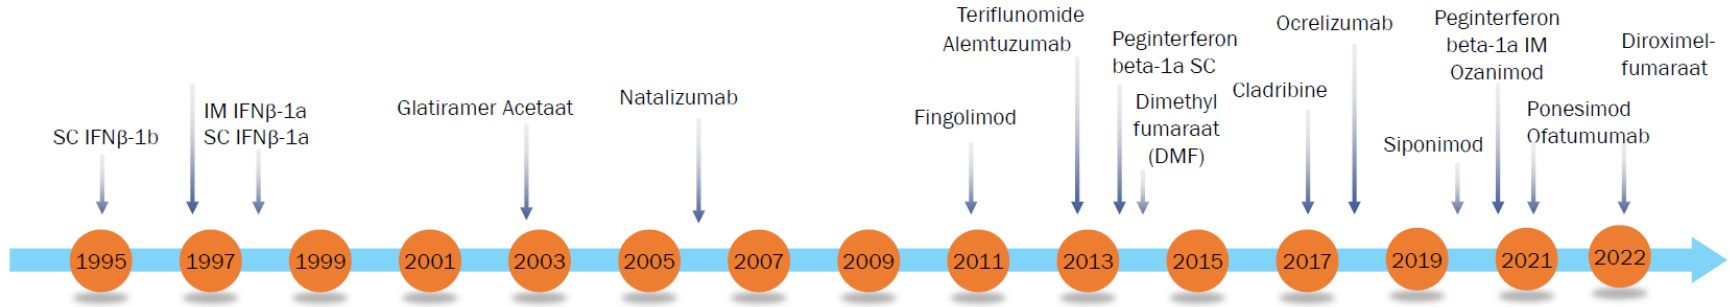 SC IFNβ-1b
IM IFNβ-1a
SC IFNβ-1a
Glatiramer Acetaat
Natalizumab
Fingolimod
Teriflunomide
Alemtuzumab
Peginterferon
beta-1a SC
Dimethyl
fumaraat
(DMF)
Cladribine
Ocrelizumab
Siponimod
Peginterferon
beta-1a IM
Ozanimod
Ponesimod
Ofatumumab
Diroximel-
fumaraat
1995
1997
1999
2001
2003
2005
2007
2009
2011
2013
2015
2017
2019
2021
2022